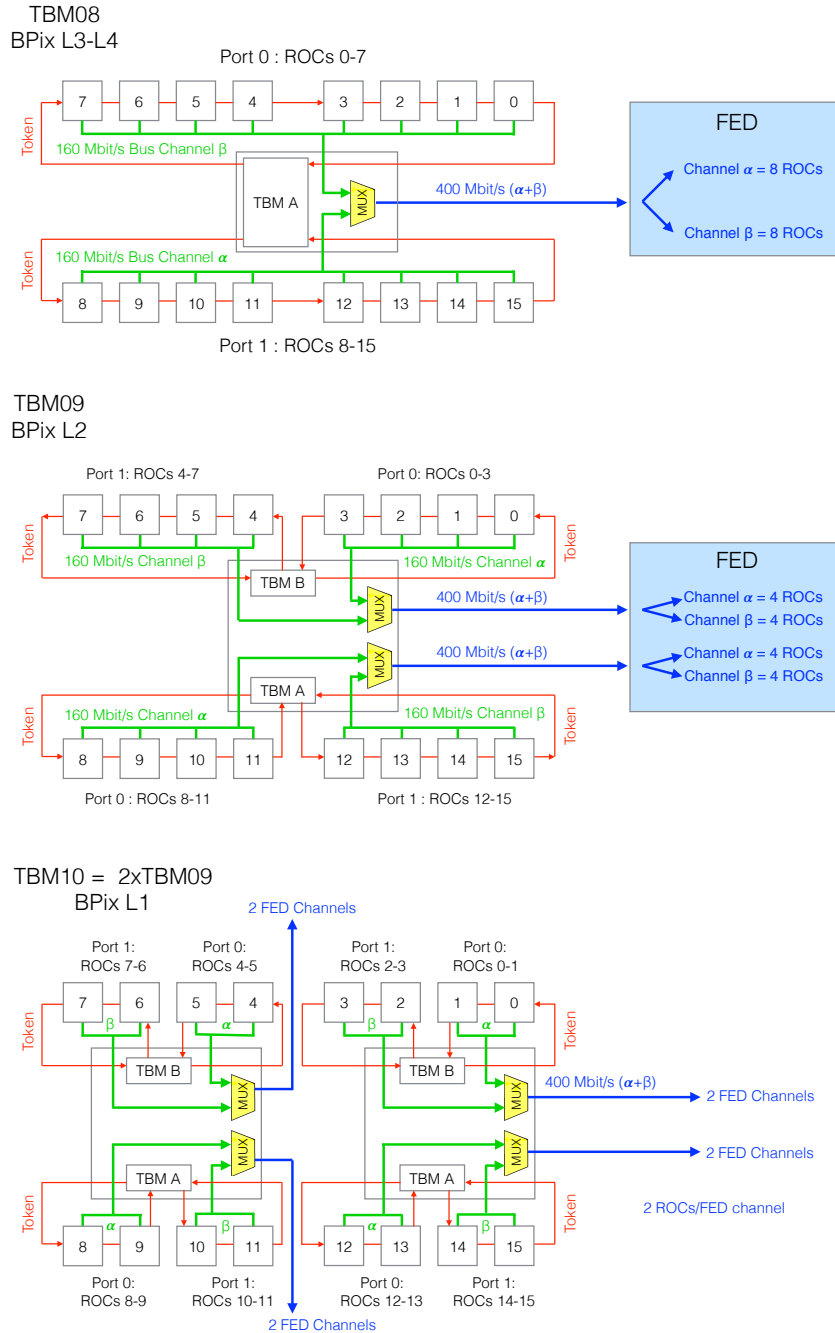 TBM08
BPix L3-L4
Port 0 : ROCs 0-7
7 6 5 4 3 2 1 0
Token
160 Mbit/s Bus Channel β
TBM A
MUX
400 Mbit/s (α+β)
FED
Channel α = 8 ROCs
Channel β = 8 ROCs
160 Mbit/s Bus Channel α
Token
8 9 10 11 12 13 14 15
Port 1 : ROCs 8-15
TBM09
BPix L2
Port 1: ROCs 4-7
Port 0: ROCs 0-3
7 6 5 4 3 2 1 0
Token
Token
160 Mbit/s Channel β
160 Mbit/s Channel α
TBM B
MUX
400 Mbit/s (α+β)
FED
Channel α = 4 ROCs
Channel β = 4 ROCs
MUX
400 Mbit/s (α+β)
Channel α = 4 ROCs
Channel β = 4 ROCs
TBM A
160 Mbit/s Channel α
160 Mbit/s Channel β
Token
Token
8 9 10 11 12 13 14 15
Port 0 : ROCs 8-11
Port 1 : ROCs 12-15
TBM10 = 2xTBM09
BPix L1
2 FED Channels
Port 1:
ROCs 7-6
Port 0:
ROCs 4-5
Port 1:
ROCs 2-3
Port 0:
ROCs 0-1
7 6 5 4 3 2 1 0
β α β α
Token
Token
TBM B
TBM B
MUX
MUX
400 Mbit/s (α+β)
2 FED Channels
MUX
MUX
2 FED Channels
TBM A
TBM A
2 ROCs/FED channel
Token
Token
α β α β
8 9 10 11 12 13 14 15
Port 0:
ROCs 8-9
Port 1:
ROCs 10-11
Port 0:
ROCs 12-13
Port 1:
ROCs 14-15
2 FED Channels